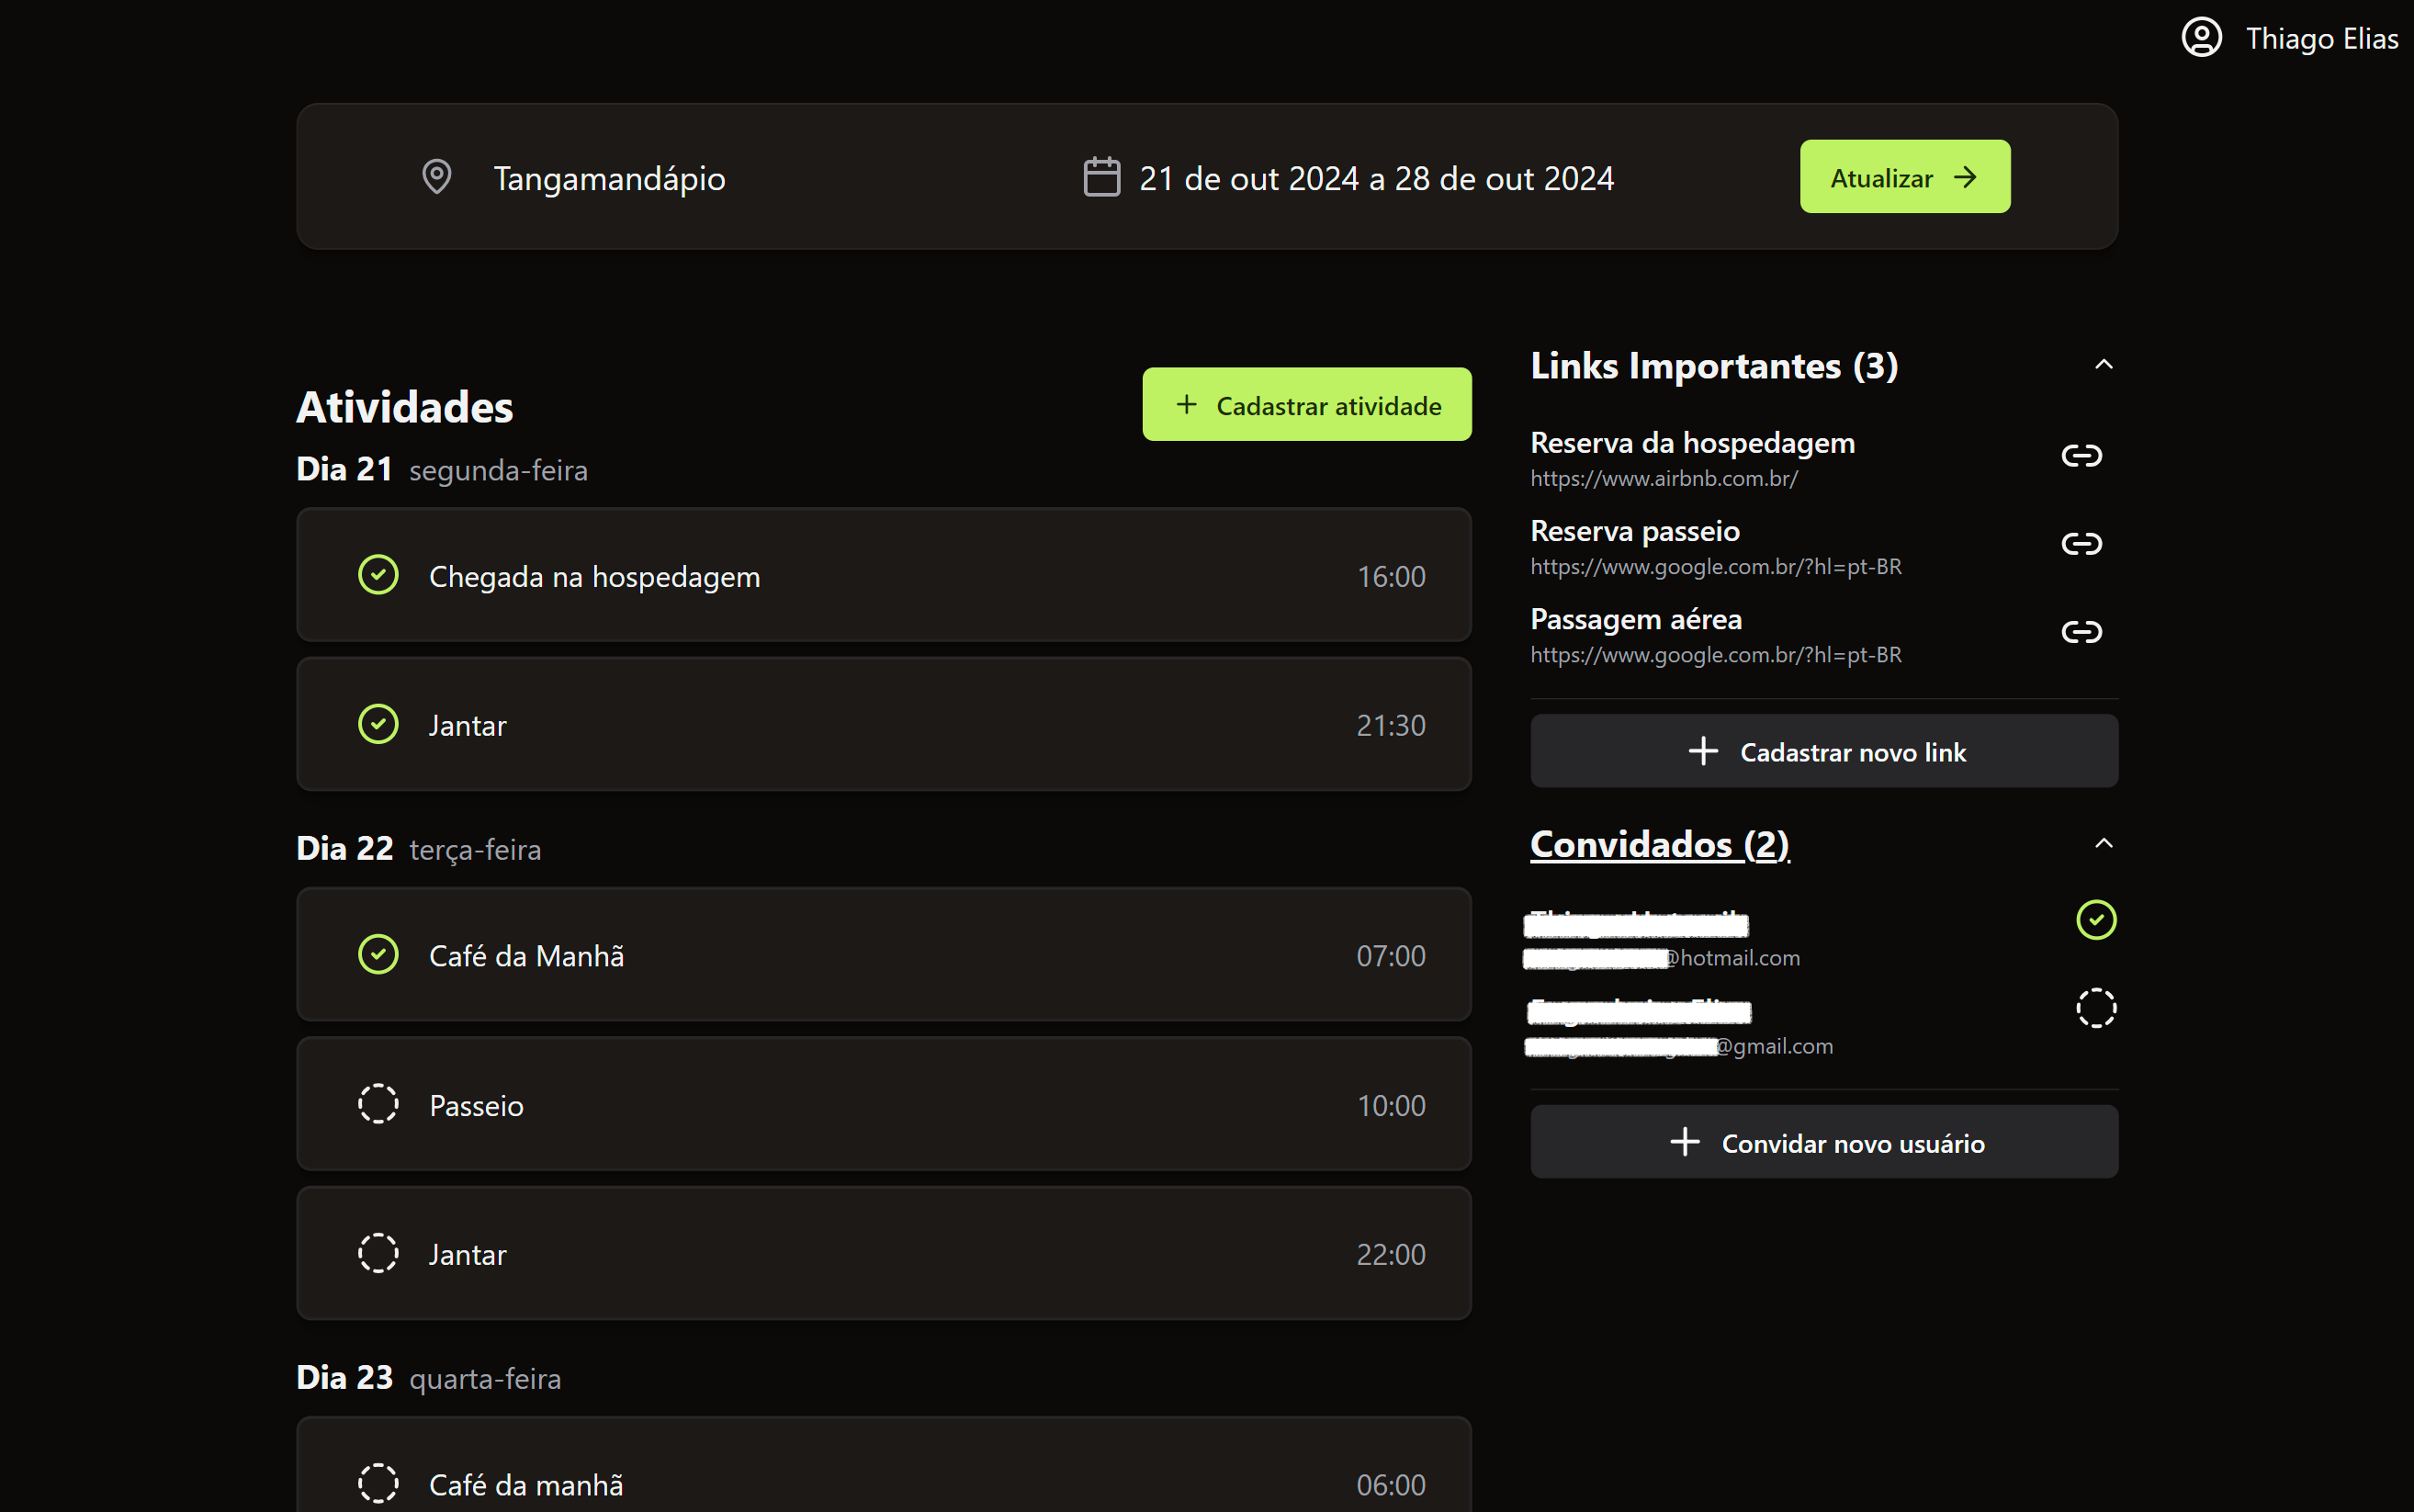 Thiago Elias
Tangamandápio
21 de out 2024 a 28 de out 2024
Atualizar
Atividades
Cadastrar atividade
Dia 21 segunda-feira
Chegada na hospedagem 16:00
Jantar 21:30
Dia 22 terça-feira
Café da Manhã 07:00
Passeio 10:00
Jantar 22:00
Dia 23 quarta-feira
Café da manhã 06:00
Links Importantes (3)
Reserva da hospedagem
https://www.airbnb.com.br/
Reserva passeio
https://www.google.com.br/?hl=pt-BR
Passagem aérea
https://www.google.com.br/?hl=pt-BR
Cadastrar novo link
Convidados (2)
@hotmail.com
@gmail.com
Convidar novo usuário